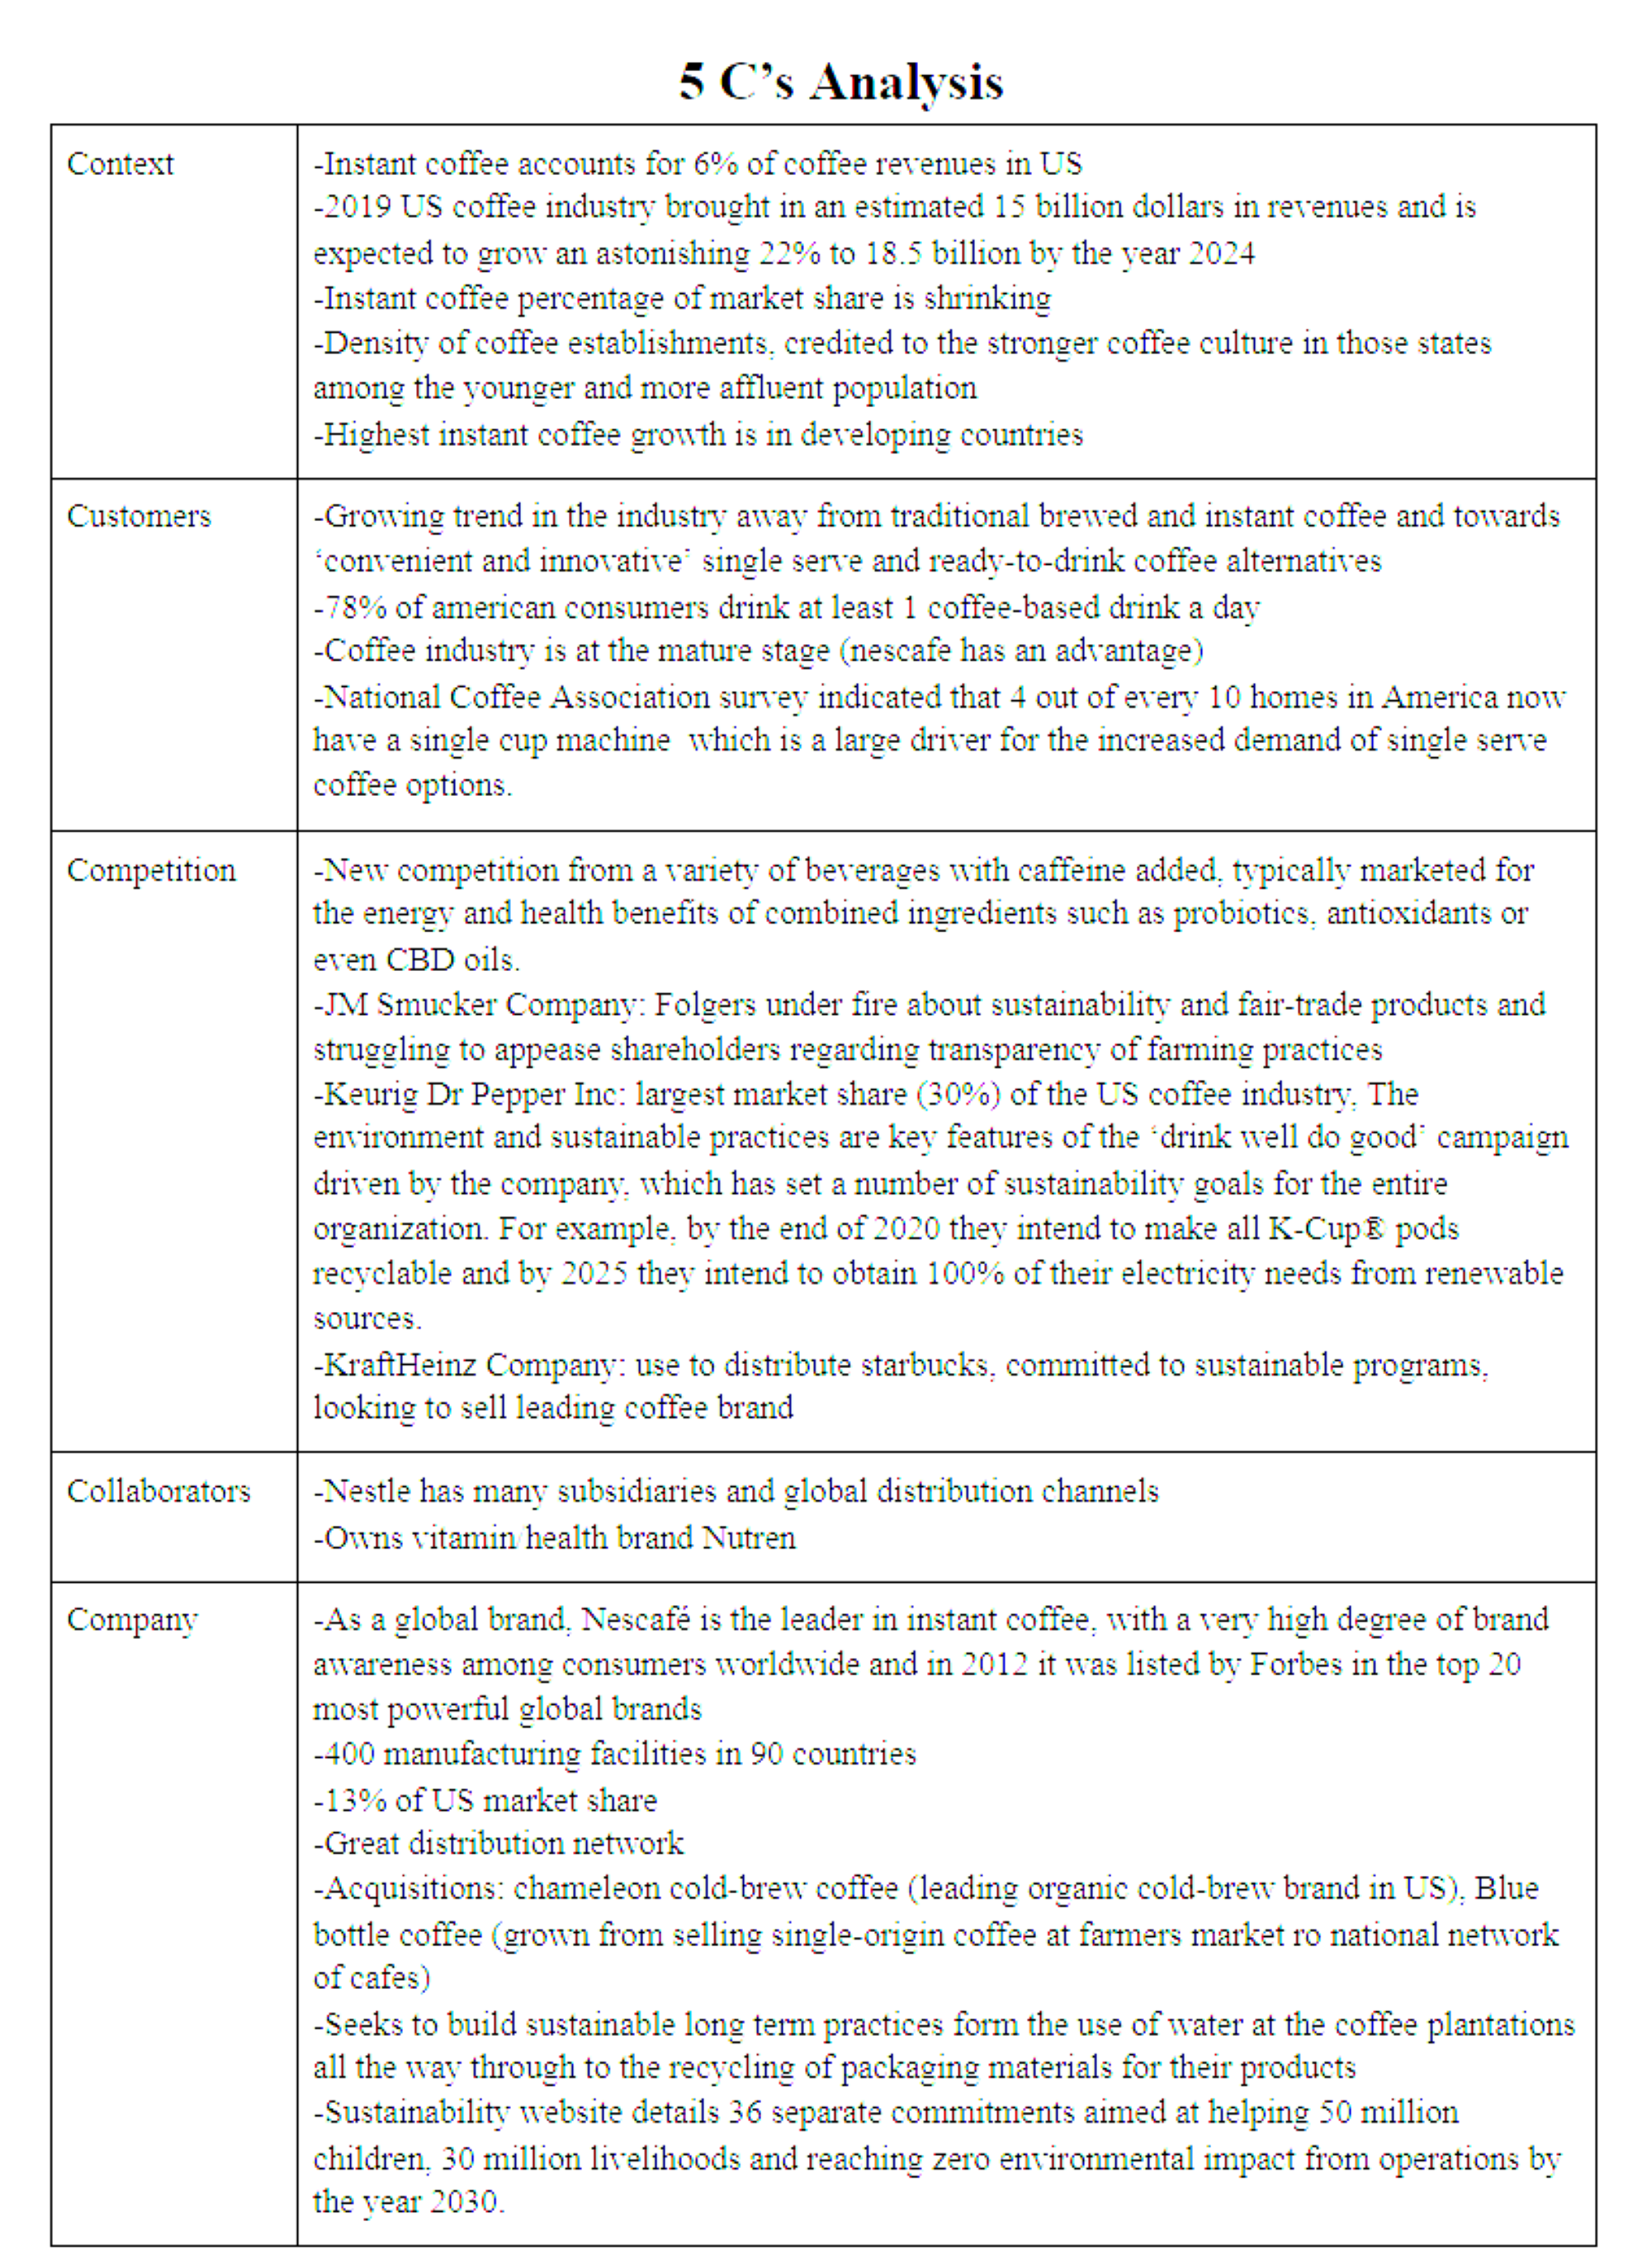 5 C’s Analysis
Context
-Instant coffee accounts for 6% of coffee revenues in US
-2019 US coffee industry brought in an estimated 15 billion dollars in revenues and is
expected to grow an astonishing 22% to 18.5 billion by the year 2024
-Instant coffee percentage of market share is shrinking
-Density of coffee establishments, credited to the stronger coffee culture in those states
among the younger and more affluent population
-Highest instant coffee growth is in developing countries
Customers
-Growing trend in the industry away from traditional brewed and instant coffee and towards
‘convenient and innovative’ single serve and ready-to-drink coffee alternatives
-78% of american consumers drink at least 1 coffee-based drink a day
-Coffee industry is at the mature stage (nescafe has an advantage)
-National Coffee Association survey indicated that 4 out of every 10 homes in America now
have a single cup machine  which is a large driver for the increased demand of single serve
coffee options.
Competition
-New competition from a variety of beverages with caffeine added, typically marketed for
the energy and health benefits of combined ingredients such as probiotics, antioxidants or
even CBD oils.
-JM Smucker Company: Folgers under fire about sustainability and fair-trade products and
struggling to appease shareholders regarding transparency of farming practices
-Keurig Dr Pepper Inc: largest market share (30%) of the US coffee industry, The
environment and sustainable practices are key features of the ‘drink well do good’ campaign
driven by the company, which has set a number of sustainability goals for the entire
organization. For example, by the end of 2020 they intend to make all K-Cup® pods
recyclable and by 2025 they intend to obtain 100% of their electricity needs from renewable
sources.
-KraftHeinz Company: use to distribute starbucks, committed to sustainable programs,
looking to sell leading coffee brand
Collaborators
-Nestle has many subsidiaries and global distribution channels
-Owns vitamin/health brand Nutren
Company
-As a global brand, Nescafé is the leader in instant coffee, with a very high degree of brand
awareness among consumers worldwide and in 2012 it was listed by Forbes in the top 20
most powerful global brands
-400 manufacturing facilities in 90 countries
-13% of US market share
-Great distribution network
-Acquisitions: chameleon cold-brew coffee (leading organic cold-brew brand in US), Blue
bottle coffee (grown from selling single-origin coffee at farmers market ro national network
of cafes)
-Seeks to build sustainable long term practices form the use of water at the coffee plantations
all the way through to the recycling of packaging materials for their products
-Sustainability website details 36 separate commitments aimed at helping 50 million
children, 30 million livelihoods and reaching zero environmental impact from operations by
the year 2030.